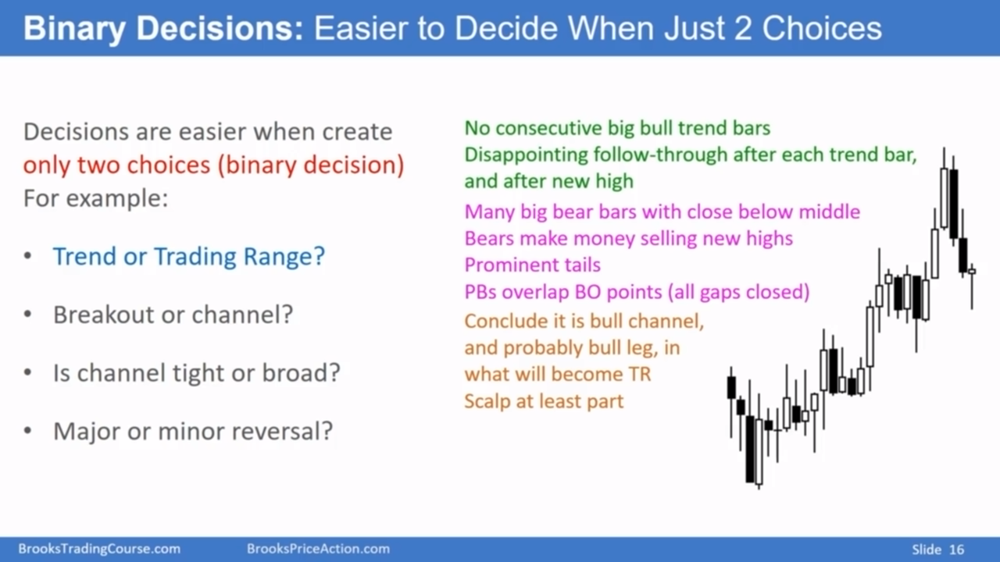 Binary Decisions: Easier to Decide When Just 2 Choices
Decisions are easier when create
only two choices (binary decision)
For example:
• Trend or Trading Range?
• Breakout or channel?
• Is channel tight or broad?
• Major or minor reversal?
No consecutive big bull trend bars
Disappointing follow-through after each trend bar,
and after new high
Many big bear bars with close below middle
Bears make money selling new highs
Prominent tails
PBs overlap BO points (all gaps closed)
Conclude it is bull channel,
and probably bull leg, in
what will become TR
Scalp at least part
BrooksTradingCourse.com
BrooksPriceAction.com
Slide 16